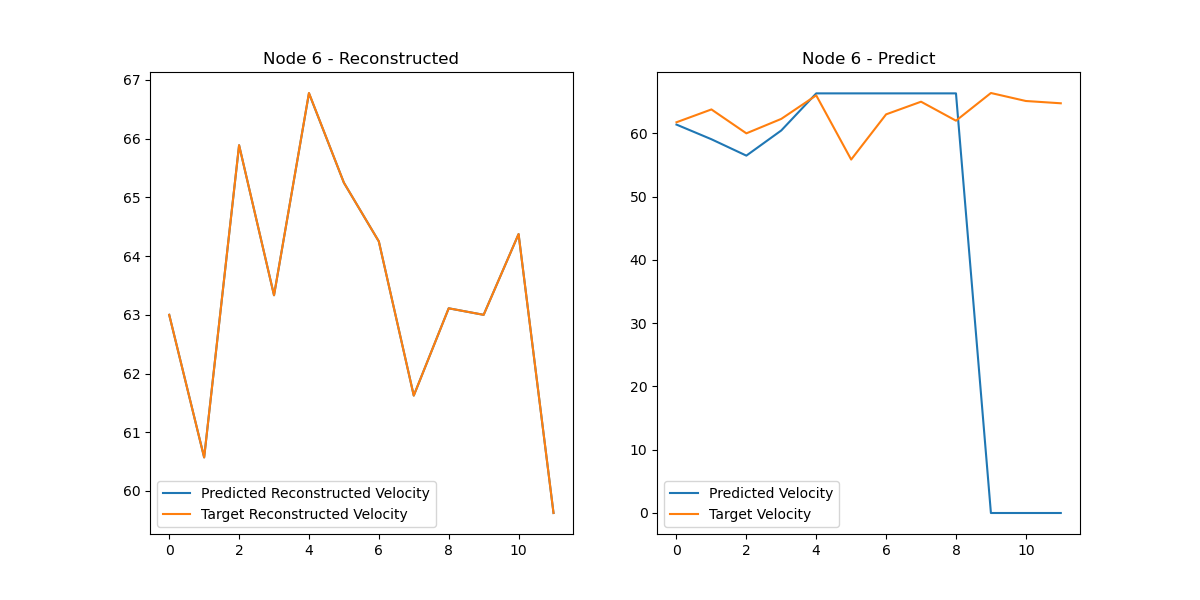 Node 6 - Reconstructed
67
66
65
64
63
62
61
60
0 2 4 6 8 10
Predicted Reconstructed Velocity
Target Reconstructed Velocity
Node 6 - Predict
60
50
40
30
20
10
0
0 2 4 6 8 10
Predicted Velocity
Target Velocity